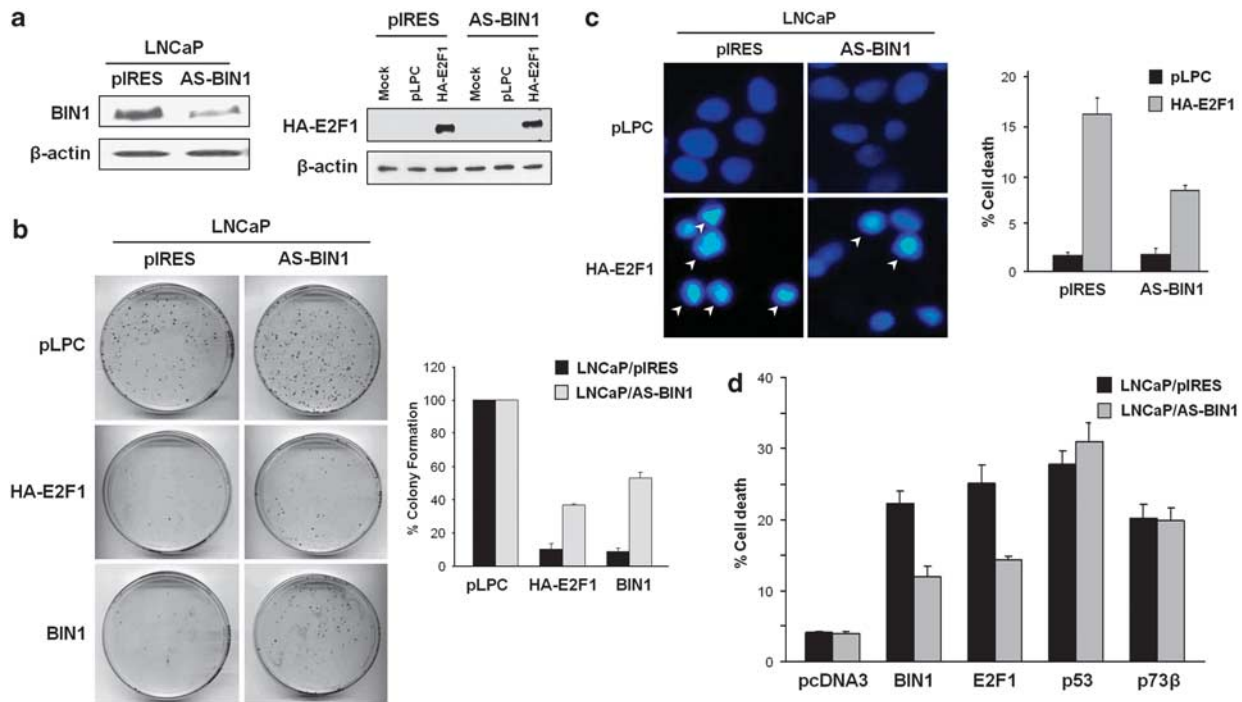 a
LNCaP
pIRES AS-BIN1
BIN1
β-actin
pIRES AS-BIN1
Mock pLPC HA-E2F1 Mock pLPC HA-E2F1
HA-E2F1
β-actin
b
LNCaP
pIRES AS-BIN1
pLPC
HA-E2F1
BIN1
LNCaP/pIRES
LNCaP/AS-BIN1
% Colony Formation
120
100
80
60
40
20
0
pLPC HA-E2F1 BIN1
c
LNCaP
pIRES AS-BIN1
pLPC
HA-E2F1
pLPC
HA-E2F1
% Cell death
20
15
10
5
0
pIRES AS-BIN1
d
LNCaP/pIRES
LNCaP/AS-BIN1
% Cell death
40
30
20
10
0
pcDNA3 BIN1 E2F1 p53 p73β